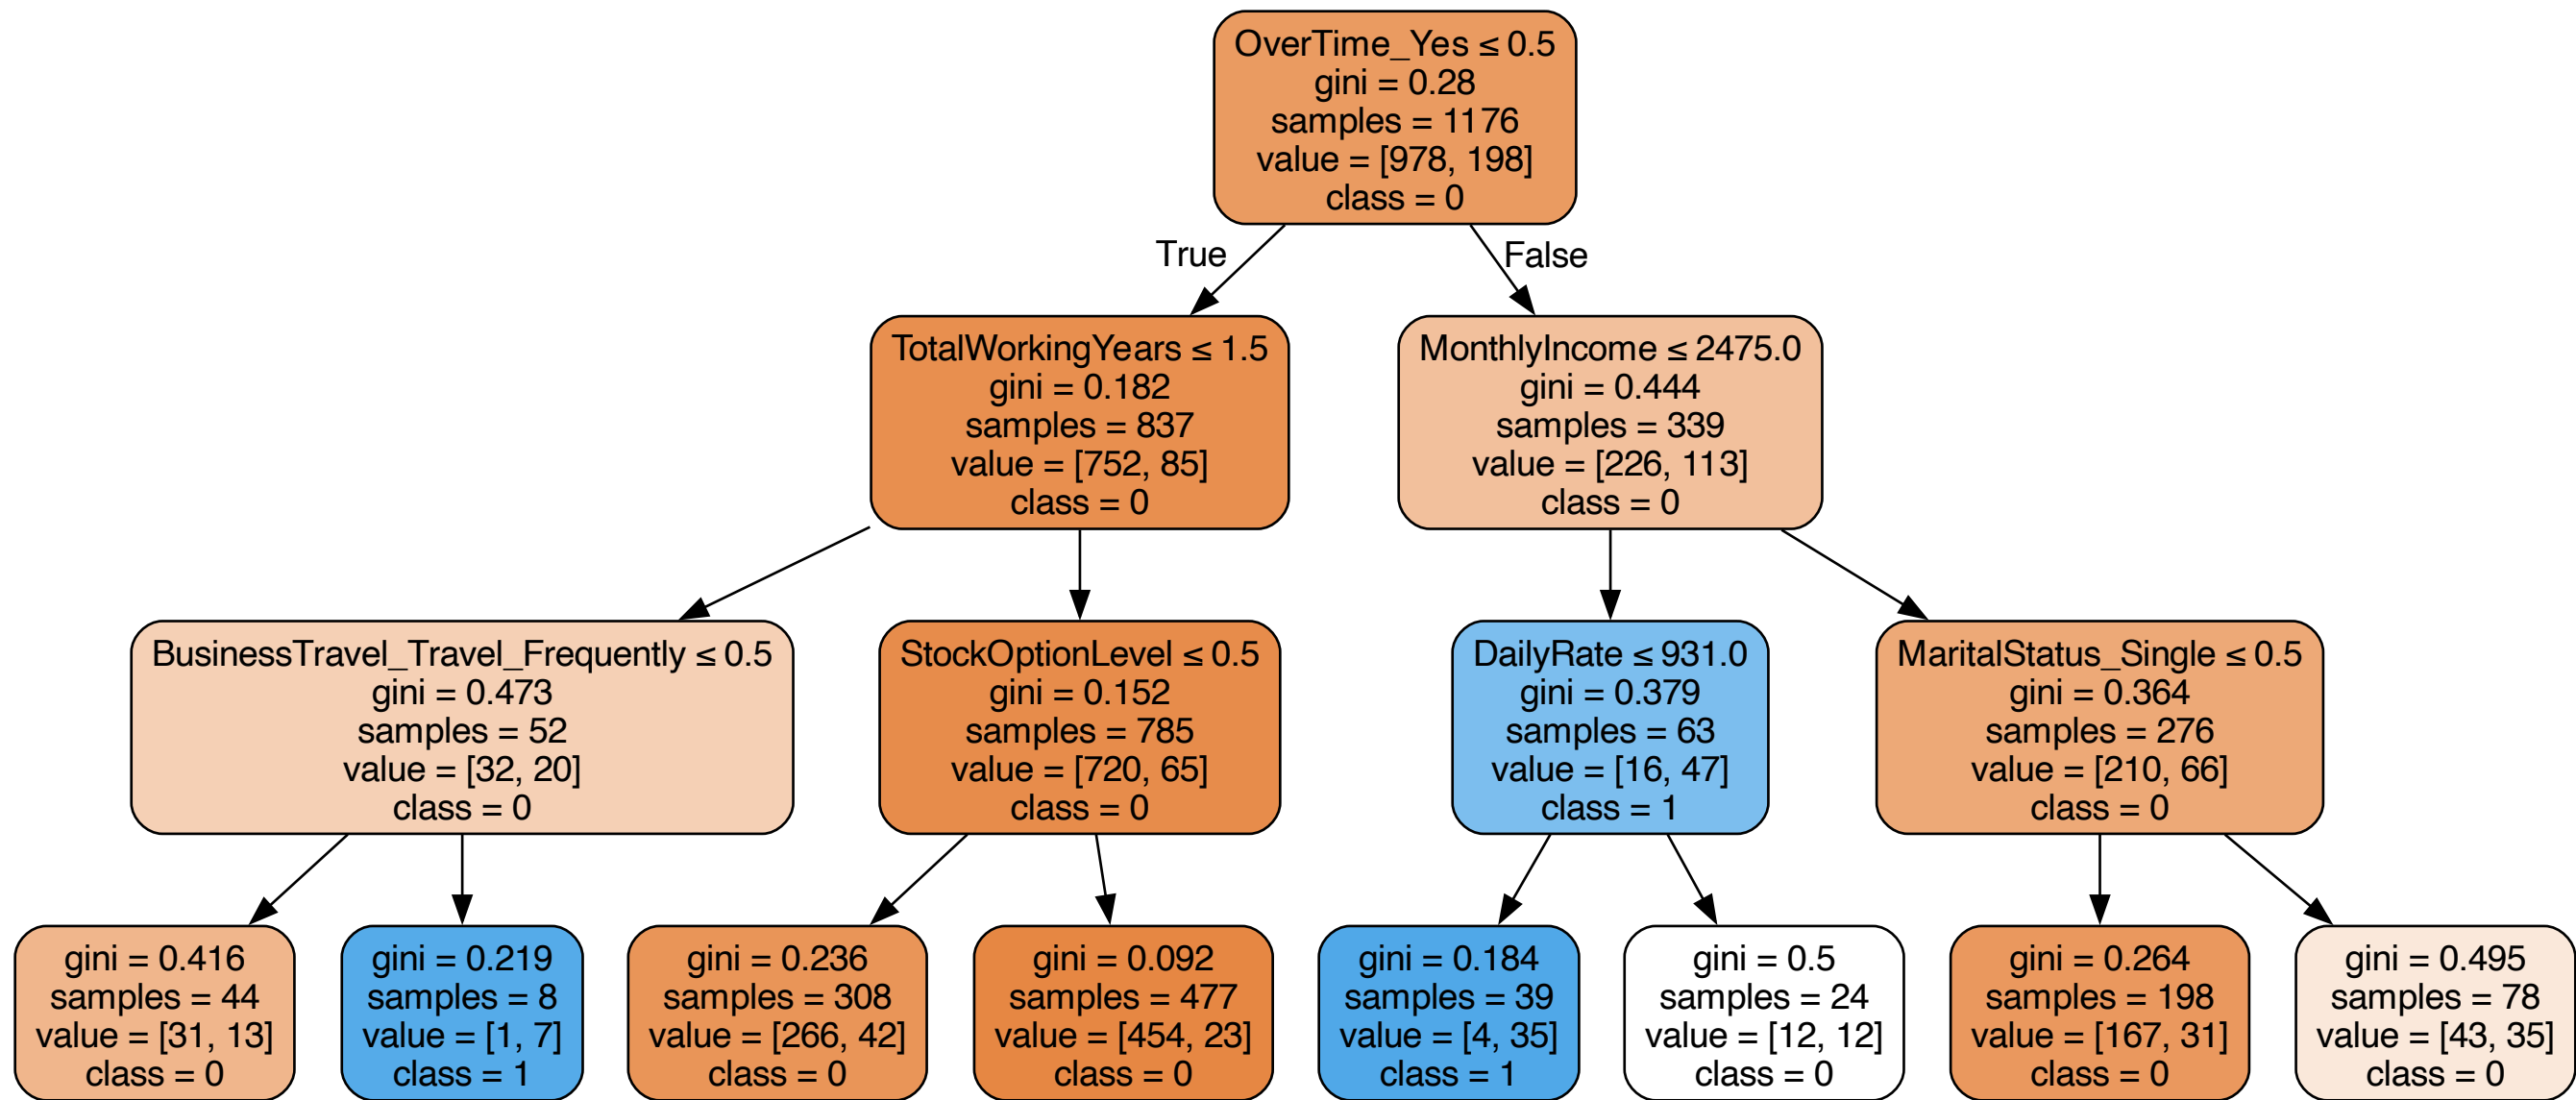 OverTime_Yes ≤ 0.5
gini = 0.28
samples = 1176
value = [978, 198]
class = 0
True
False
TotalWorkingYears ≤ 1.5
gini = 0.182
samples = 837
value = [752, 85]
class = 0
MonthlyIncome ≤ 2475.0
gini = 0.444
samples = 339
value = [226, 113]
class = 0
BusinessTravel_Travel_Frequently ≤ 0.5
gini = 0.473
samples = 52
value = [32, 20]
class = 0
StockOptionLevel ≤ 0.5
gini = 0.152
samples = 785
value = [720, 65]
class = 0
DailyRate ≤ 931.0
gini = 0.379
samples = 63
value = [16, 47]
class = 1
MaritalStatus_Single ≤ 0.5
gini = 0.364
samples = 276
value = [210, 66]
class = 0
gini = 0.416
samples = 44
value = [31, 13]
class = 0
gini = 0.219
samples = 8
value = [1, 7]
class = 1
gini = 0.236
samples = 308
value = [266, 42]
class = 0
gini = 0.092
samples = 477
value = [454, 23]
class = 0
gini = 0.184
samples = 39
value = [4, 35]
class = 1
gini = 0.5
samples = 24
value = [12, 12]
class = 0
gini = 0.264
samples = 198
value = [167, 31]
class = 0
gini = 0.495
samples = 78
value = [43, 35]
class = 0